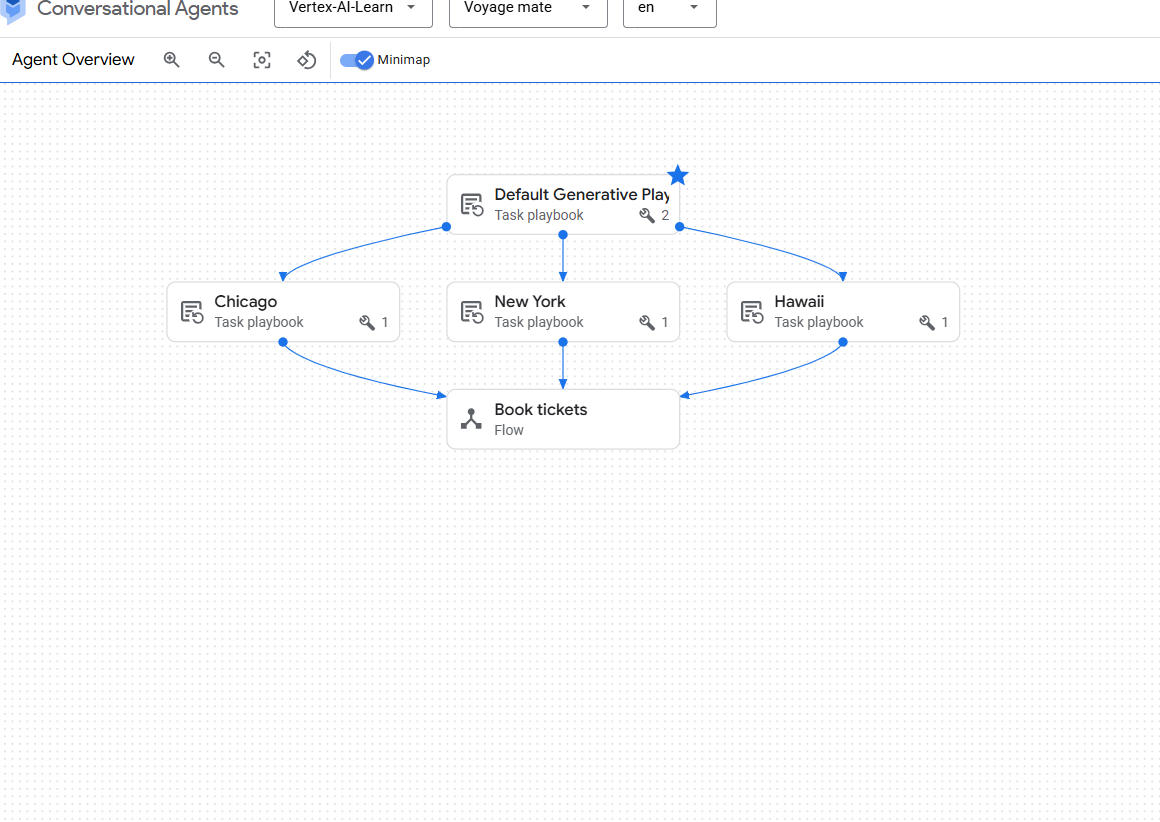 Conversational Agents
Vertex-AI-Learn
Voyage mate
en
Agent Overview
Minimap
Default Generative Play
Task playbook
2
Chicago
Task playbook
1
New York
Task playbook
1
Hawaii
Task playbook
1
Book tickets
Flow